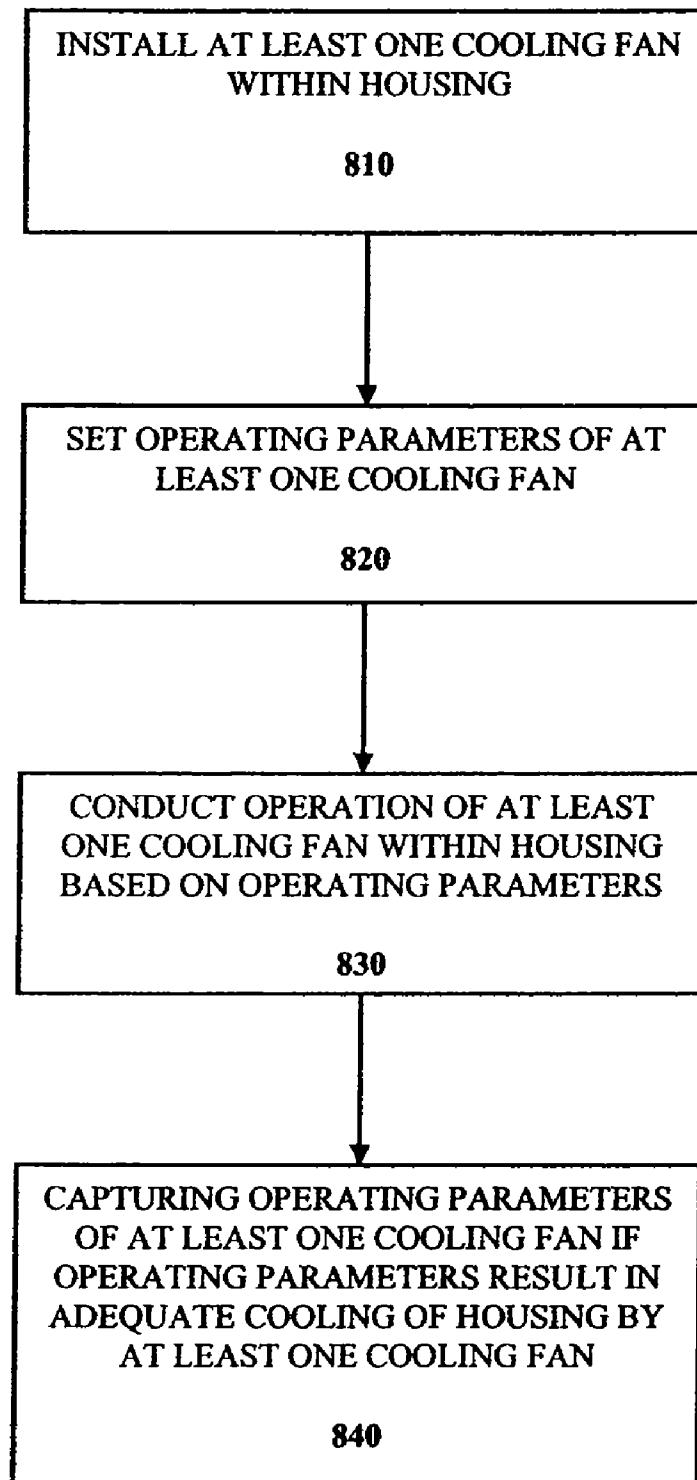 INSTALL AT LEAST ONE COOLING FAN
WITHIN HOUSING
810
SET OPERATING PARAMETERS OF AT
LEAST ONE COOLING FAN
820
CONDUCT OPERATION OF AT LEAST
ONE COOLING FAN WITHIN HOUSING
BASED ON OPERATING PARAMETERS
830
CAPTURING OPERATING PARAMETERS
OF AT LEAST ONE COOLING FAN IF
OPERATING PARAMETERS RESULT IN
ADEQUATE COOLING OF HOUSING BY
AT LEAST ONE COOLING FAN
840